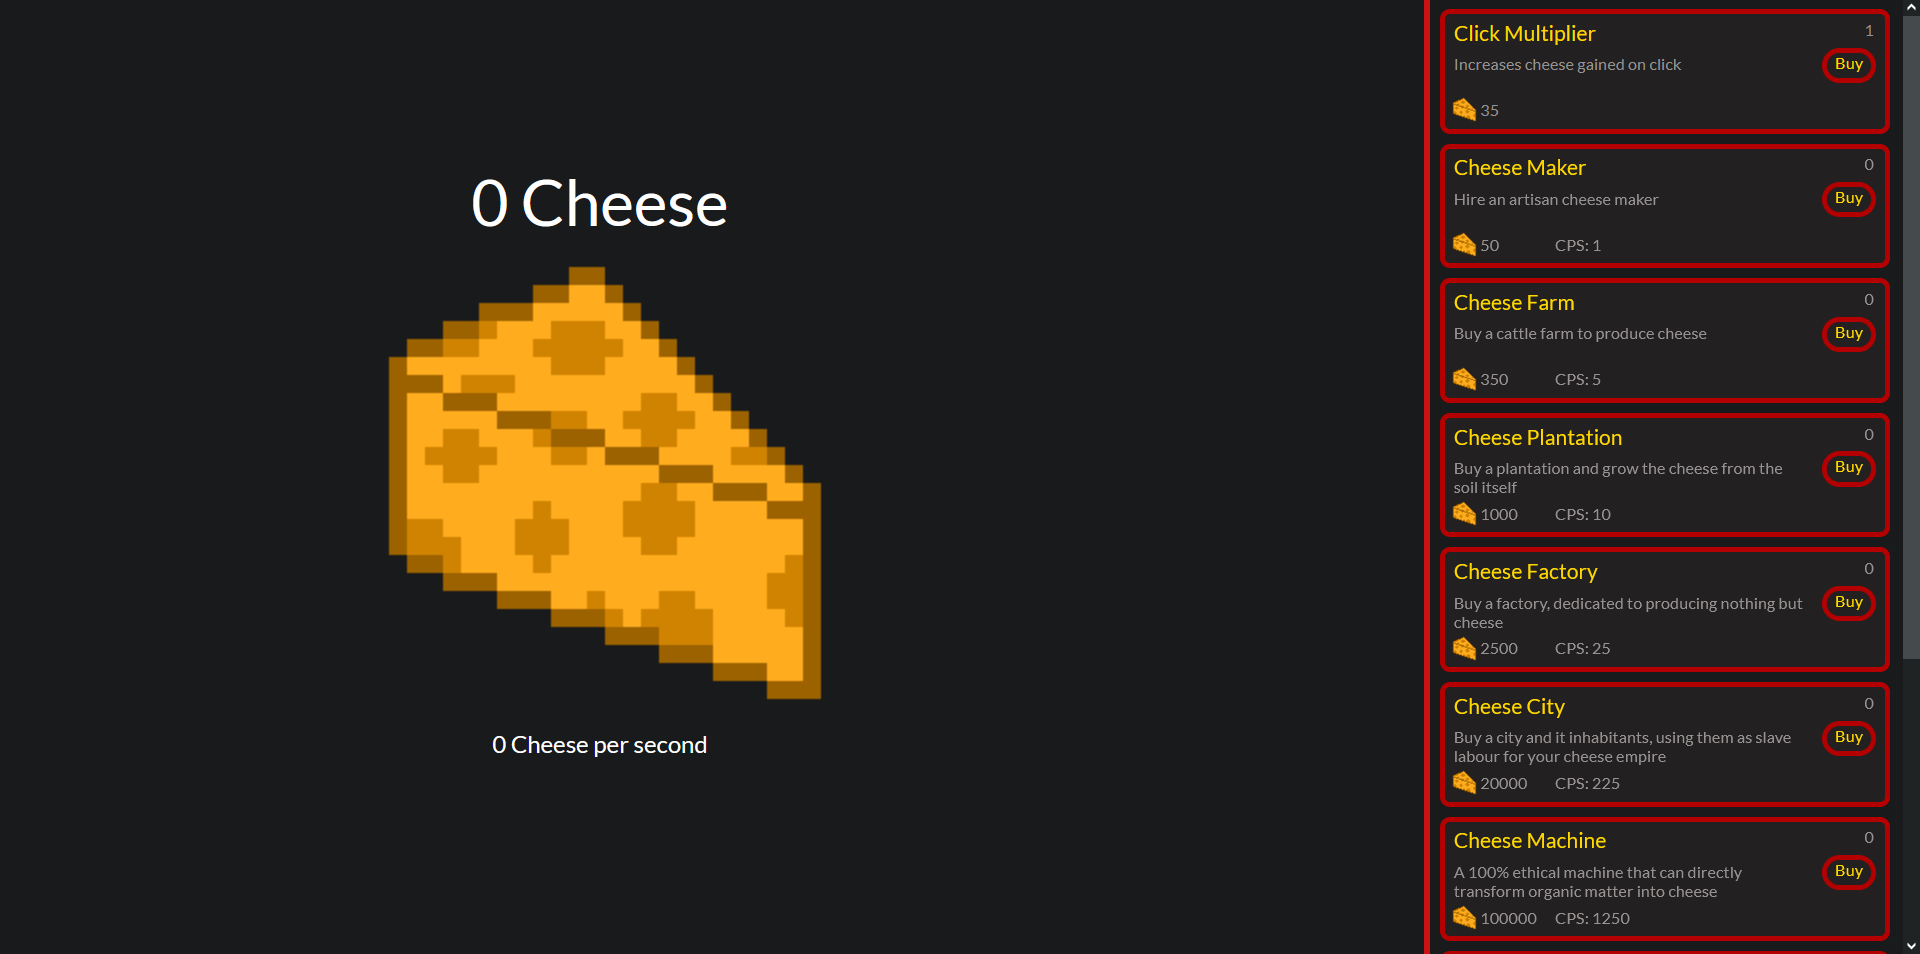 0 Cheese
0 Cheese per second
Click Multiplier
1
Increases cheese gained on click
Buy
35
Cheese Maker
0
Hire an artisan cheese maker
Buy
50 CPS: 1
Cheese Farm
0
Buy a cattle farm to produce cheese
Buy
350 CPS: 5
Cheese Plantation
0
Buy a plantation and grow the cheese from the
soil itself
Buy
1000 CPS: 10
Cheese Factory
0
Buy a factory, dedicated to producing nothing but
cheese
Buy
2500 CPS: 25
Cheese City
0
Buy a city and it inhabitants, using them as slave
labour for your cheese empire
Buy
20000 CPS: 225
Cheese Machine
0
A 100% ethical machine that can directly
transform organic matter into cheese
Buy
100000 CPS: 1250